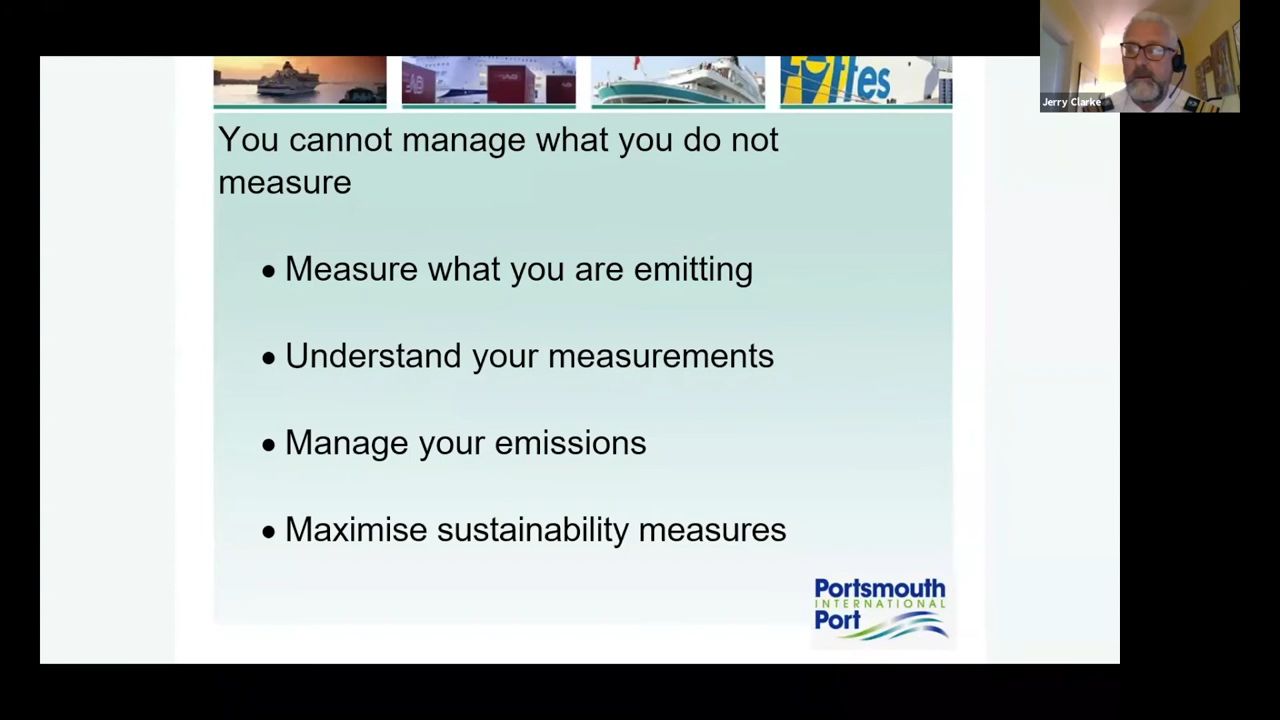 Jerry Clarke
ttes
You cannot manage what you do not
measure
• Measure what you are emitting
• Understand your measurements
• Manage your emissions
• Maximise sustainability measures
Portsmouth
INTERNATIONAL
Port